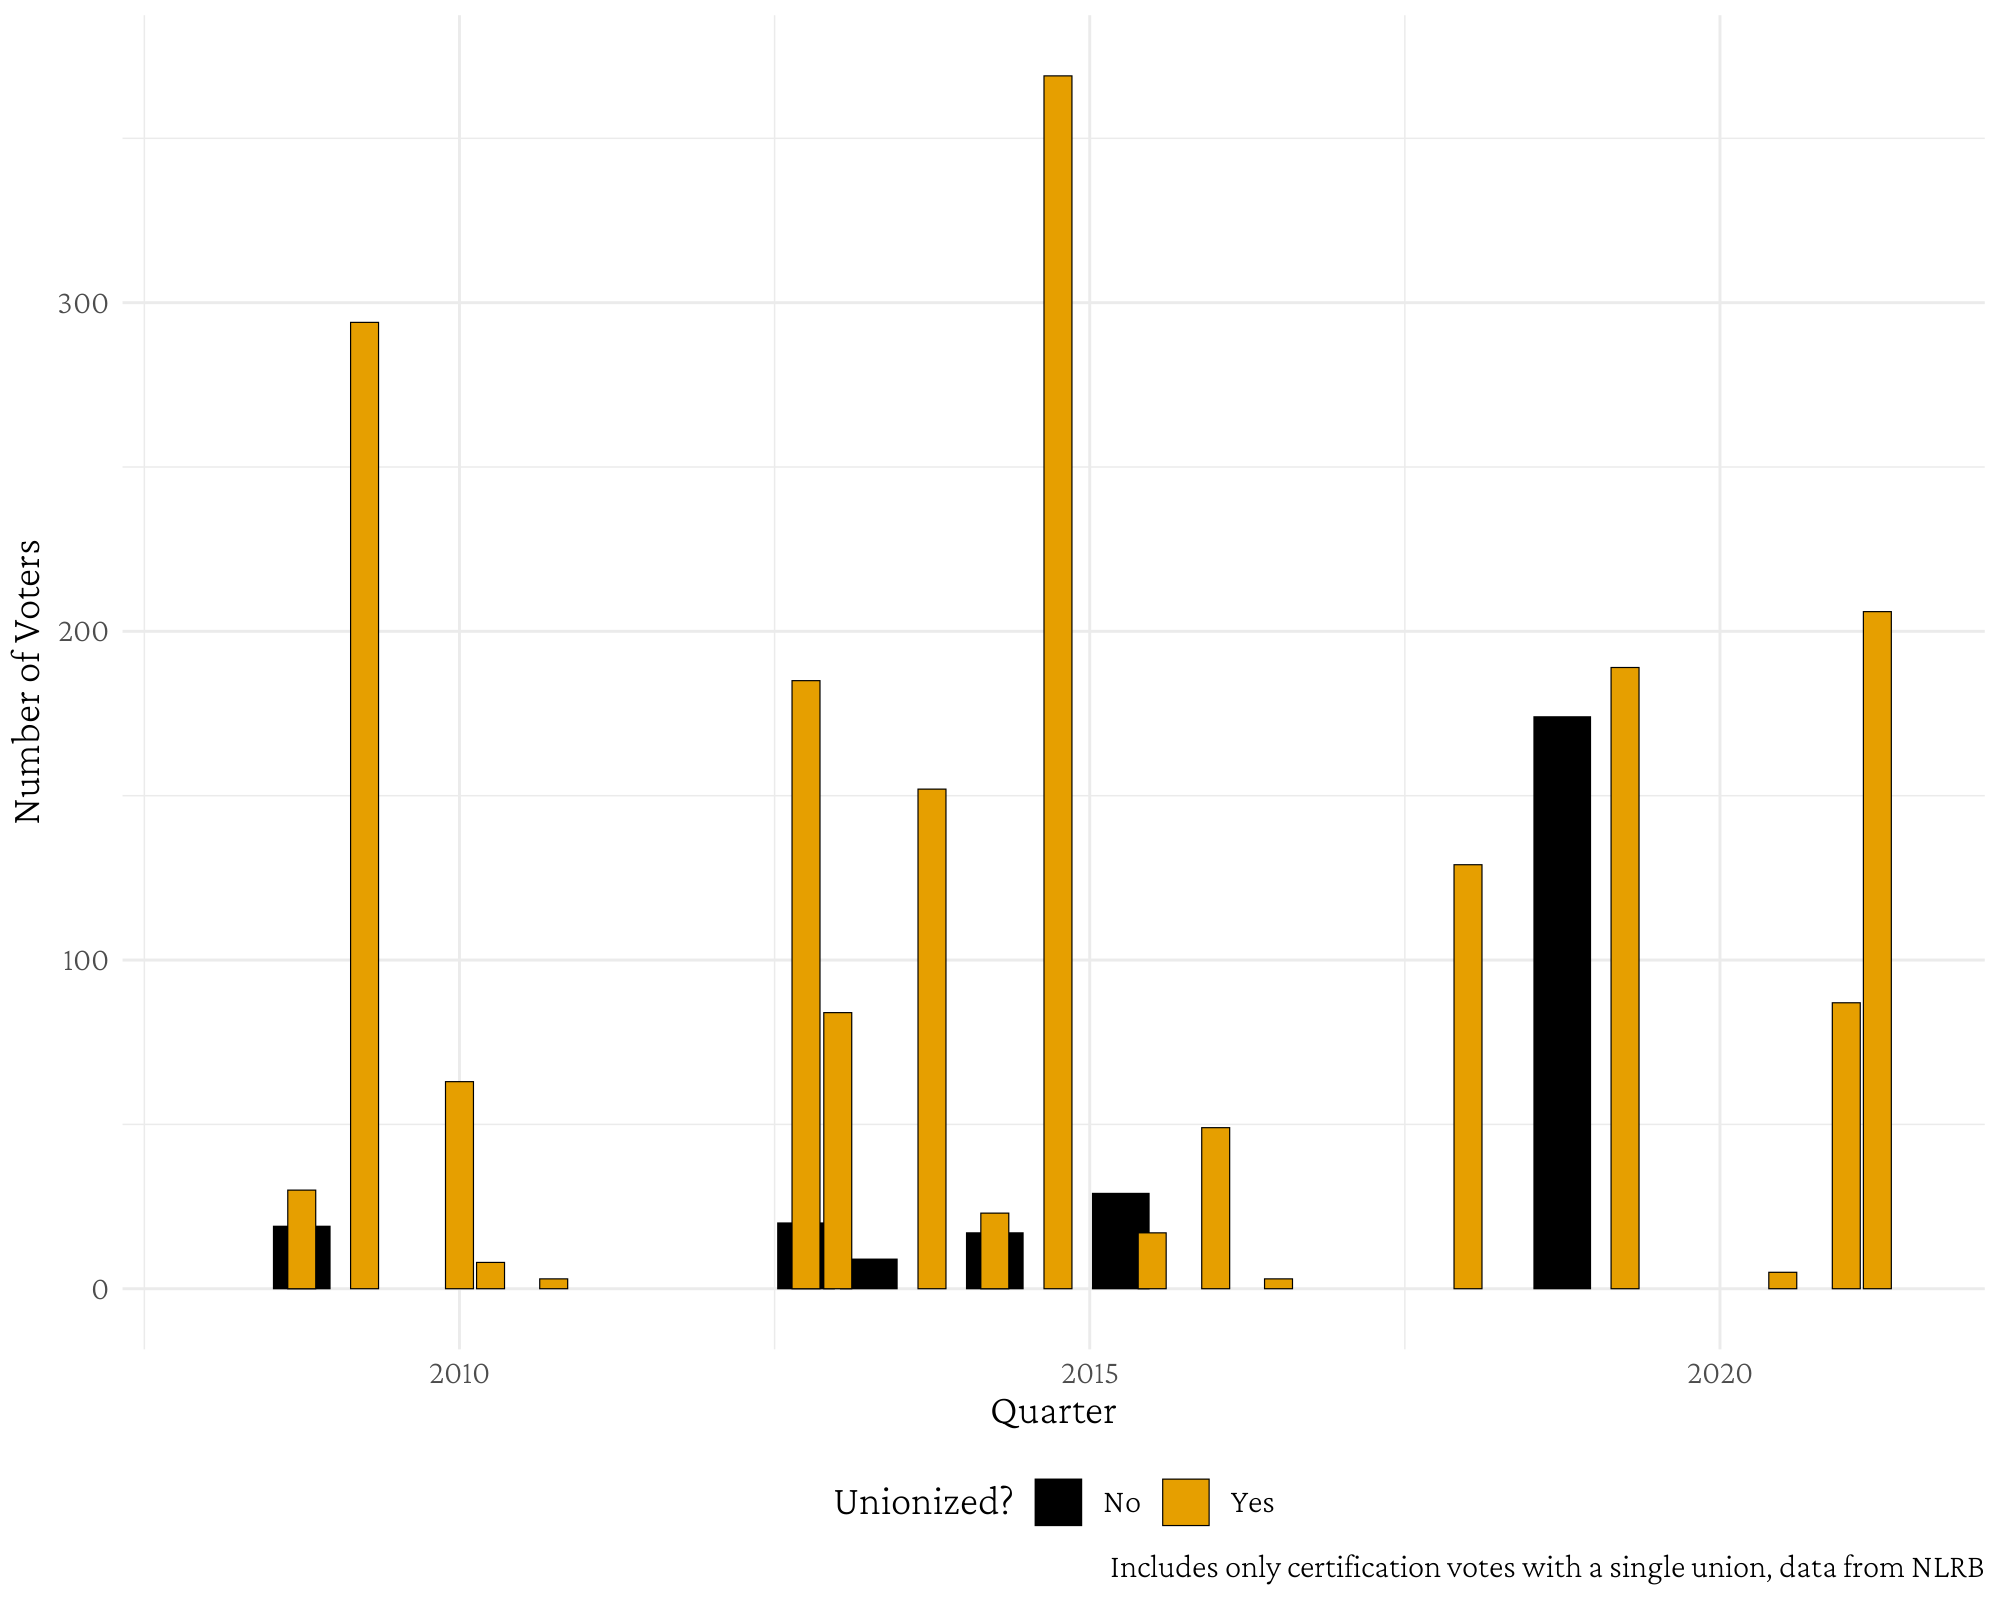 300
200
100
0
Number of Voters
2010
2015
2020
Quarter
Unionized? No Yes
Includes only certification votes with a single union, data from NLRB